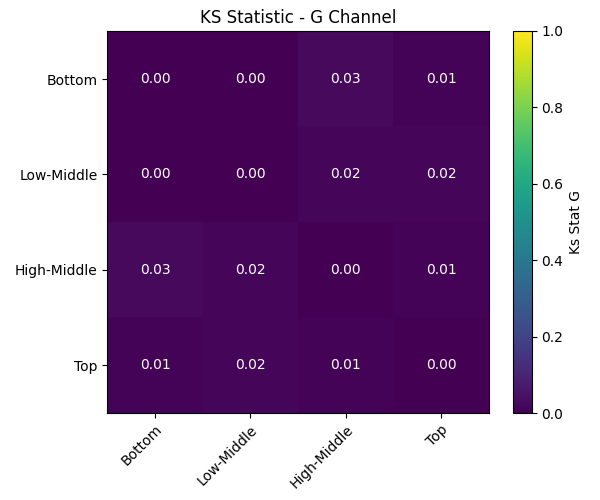 KS Statistic - G Channel
Bottom 0.00 0.00 0.03 0.01
Low-Middle 0.00 0.00 0.02 0.02
High-Middle 0.03 0.02 0.00 0.01
Top 0.01 0.02 0.01 0.00
Bottom Low-Middle High-Middle Top
1.0
0.8
0.6
0.4
0.2
0.0
Ks Stat G